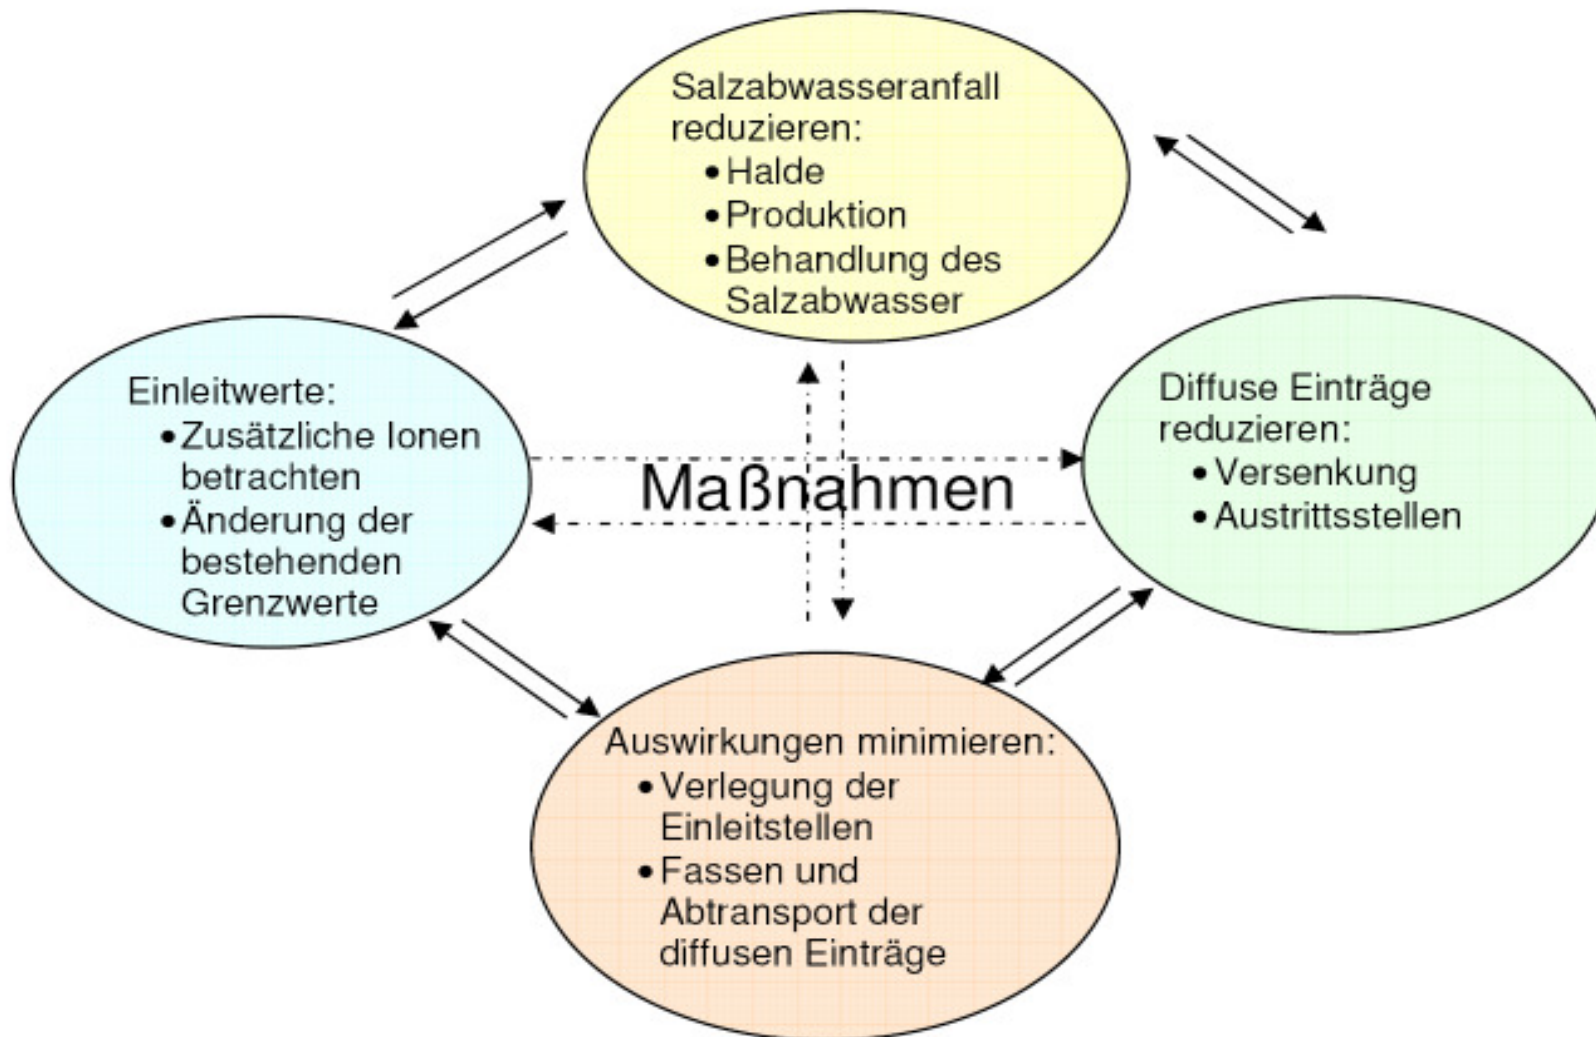 Salzabwasseranfall
reduzieren:
• Halde
• Produktion
• Behandlung des
Salzabwasser
Einleitwerte:
• Zusätzliche Ionen
betrachten
• Änderung der
bestehenden
Grenzwerte
Maßnahmen
Diffuse Einträge
reduzieren:
• Versenkung
• Austrittsstellen
Auswirkungen minimieren:
• Verlegung der
Einleitstellen
• Fassen und
Abtransport der
diffusen Einträge